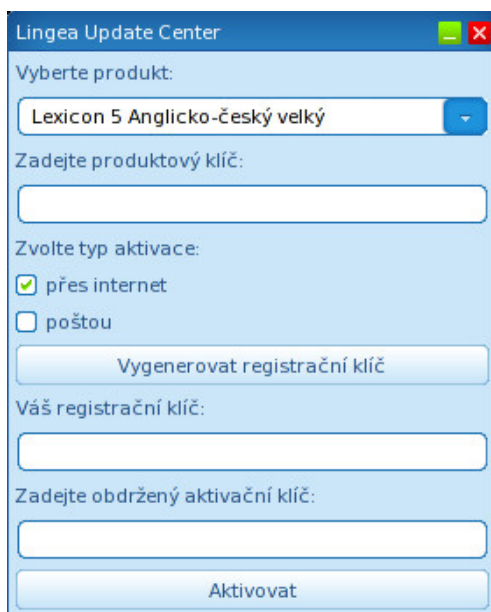 Lingea Update Center
Vyberte produkt:
Lexicon 5 Anglicko-český velký
Zadejte produktový klíč:
Zvolte typ aktivace:
přes internet
poštou
Vygenerovat registrační klíč
Váš registrační klíč:
Zadejte obdržený aktivační klíč:
Aktivovat